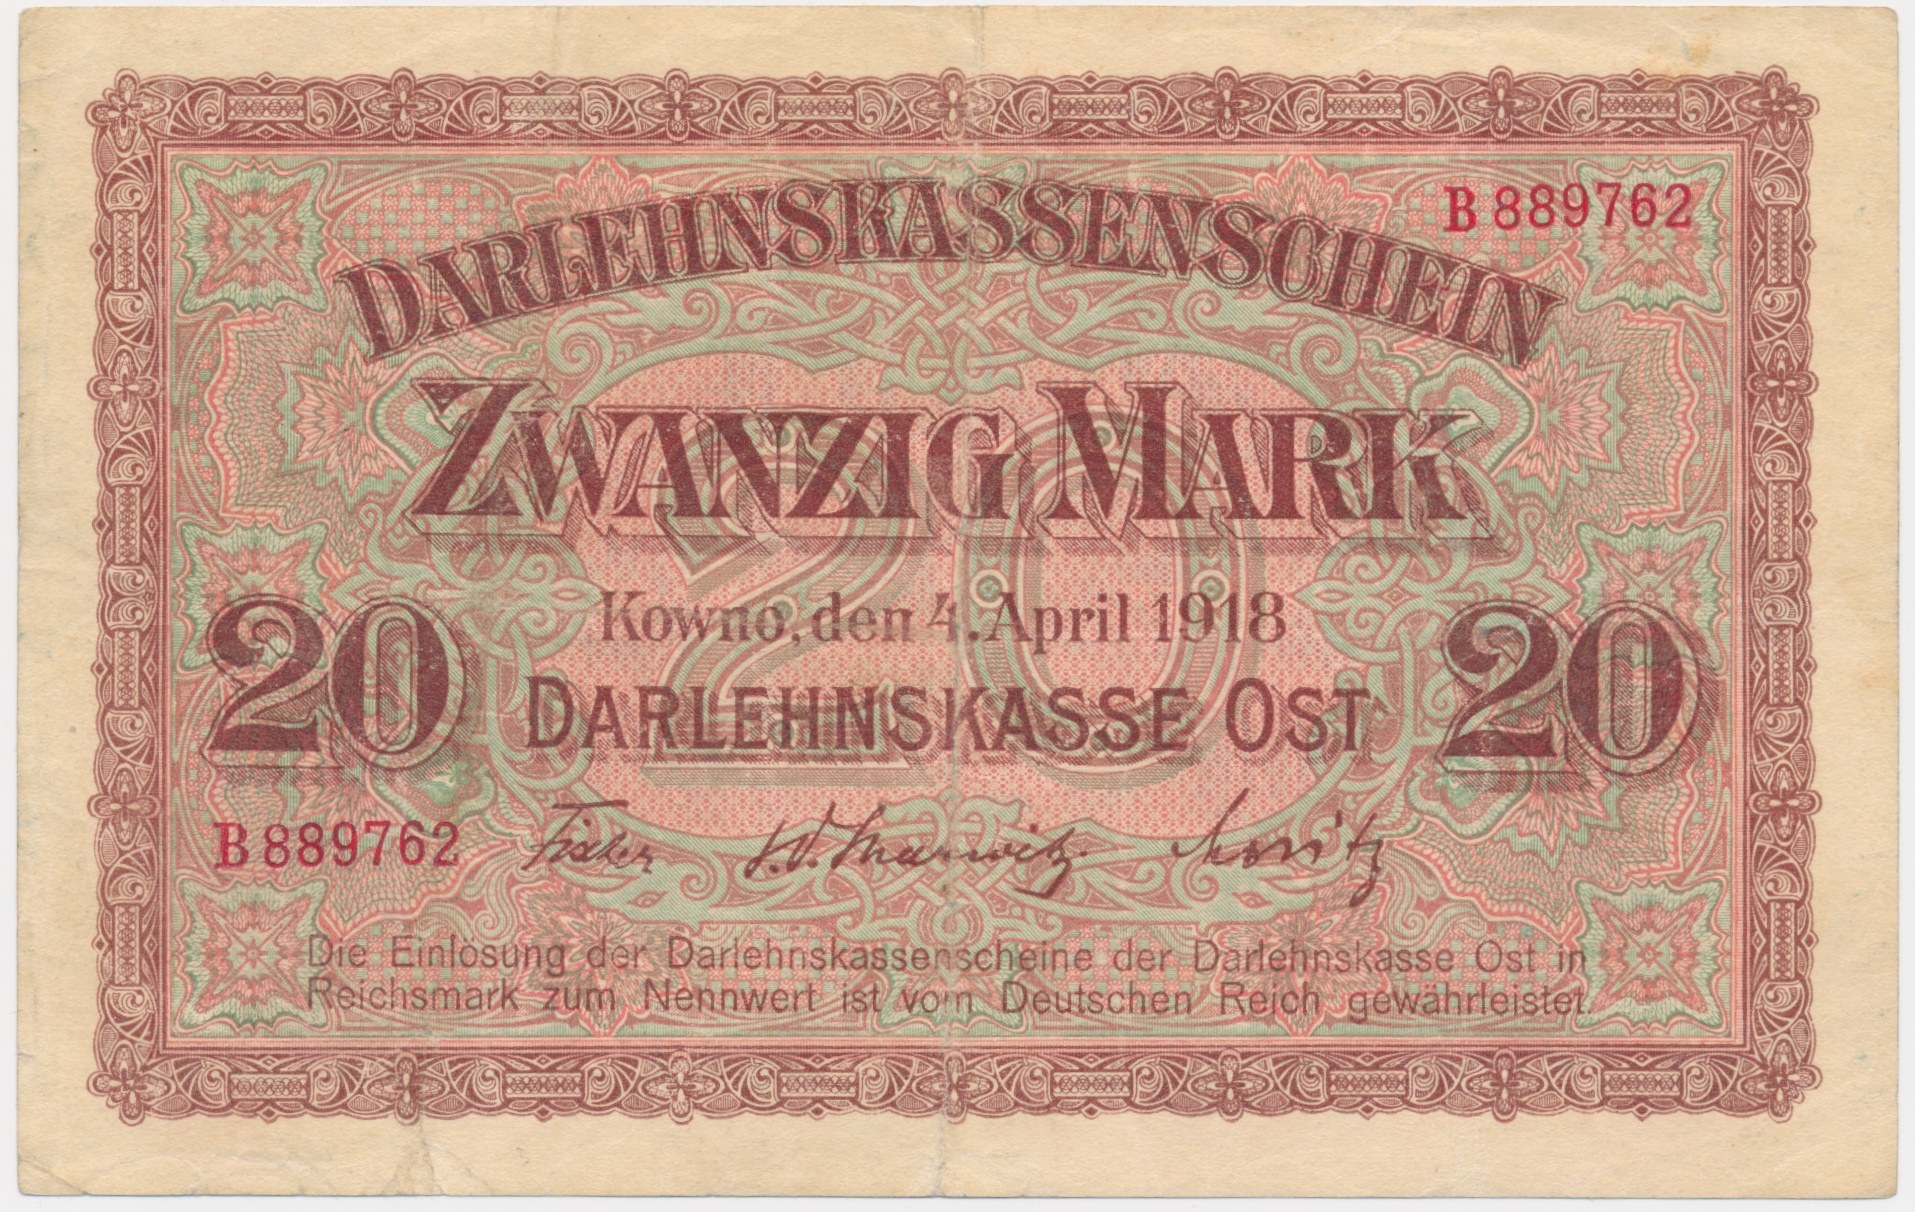 B 889762
DARLEHNSKASSENSCHEIN
ZWANZIG MARK
20
Kowno, den 4. April 1918
20 20
DARLEHNSKASSE OST
B 889762
Die Einlösung der Darlehnskassenscheine der Darlehnskasse Ost in
Reichsmark zum Nennwert ist vom Deutschen Reich gewährleistet.